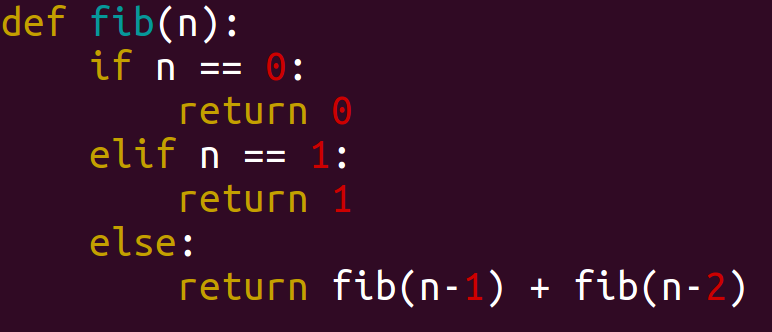 def fib(n):
    if n == 0:
        return 0
    elif n == 1:
        return 1
    else:
        return fib(n-1) + fib(n-2)